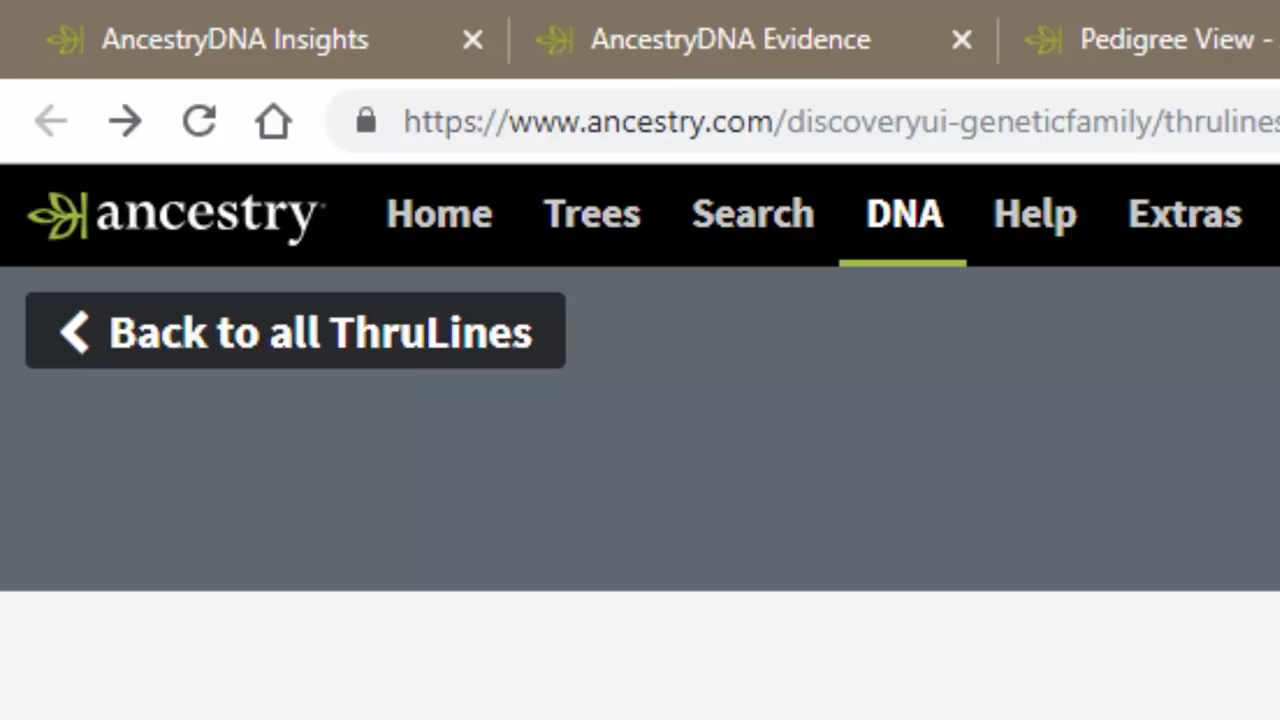 AncestryDNA Insights
AncestryDNA Evidence
Pedigree View -
https://www.ancestry.com/discoveryui-geneticfamily/thrulines
ancestry
Home
Trees
Search
DNA
Help
Extras
Back to all ThruLines